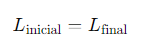 L_inicial = L_final